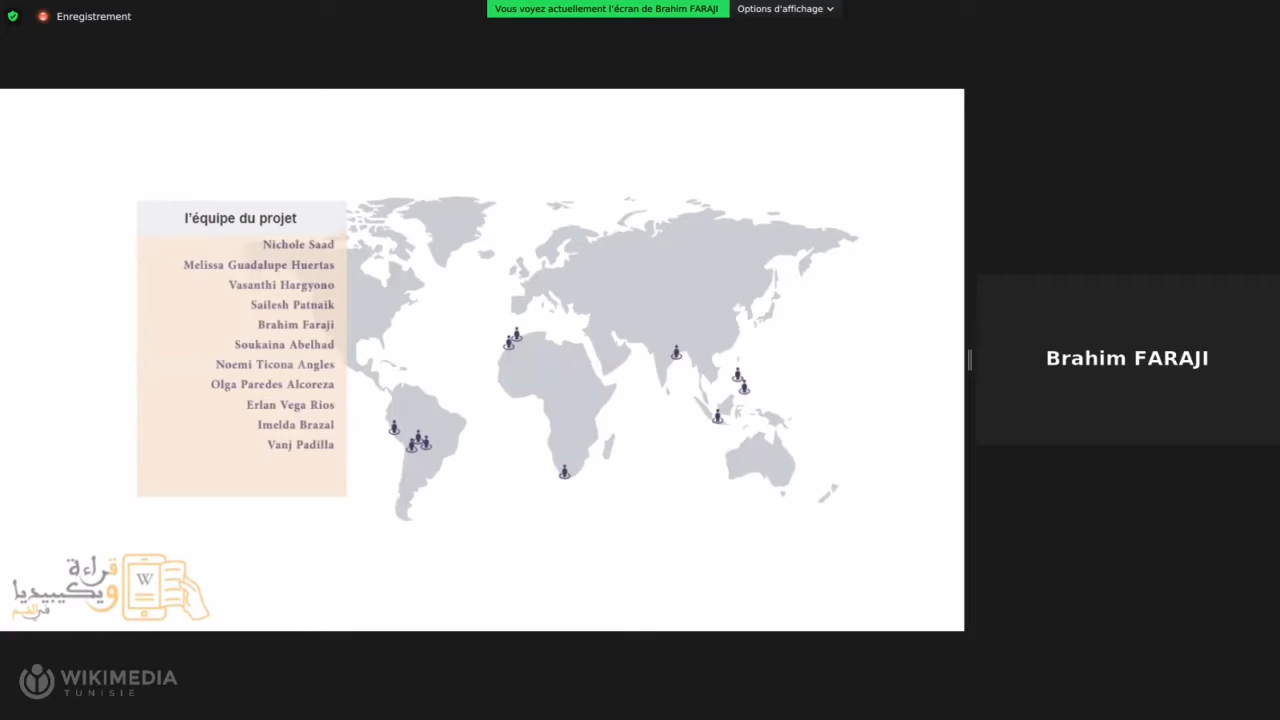 Enregistrement
Vous voyez actuellement l'écran de Brahim FARAJI
Options d'affichage
l'équipe du projet
Nichole Saad
Melissa Guadalupe Huertas
Vasanthi Hargyono
Sailesh Patnaik
Brahim Faraji
Soukaina Abelhad
Noemi Ticona Angles
Olga Paredes Alcoreza
Erlan Vega Rios
Imelda Brazal
Vanj Padilla
Brahim FARAJI
قراءة
ويكيبيديا
في القسم
W
WIKIMEDIA
TUNISIE